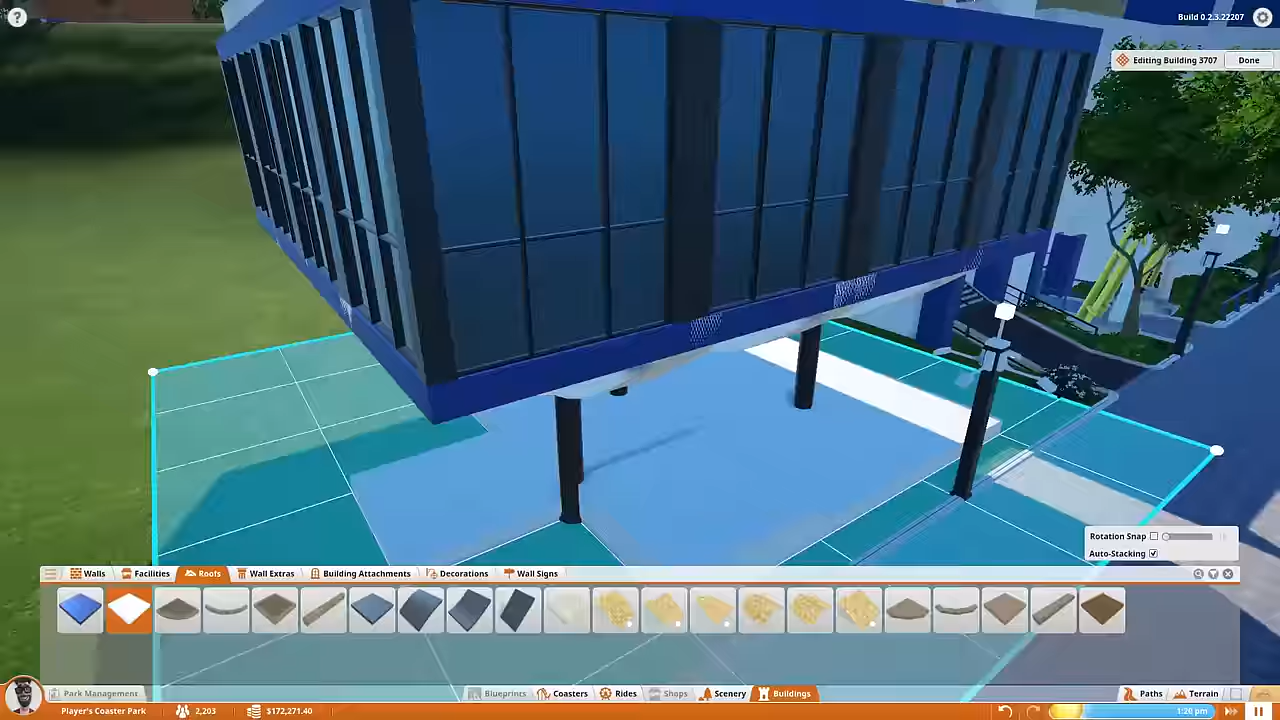 ?
Build 0.2.3.22207
Editing Building 3707 Done
Rotation Snap
Auto-Stacking
Walls Facilities Roofs Wall Extras Building Attachments Decorations Wall Signs
Park Management Blueprints Coasters Rides Shops Scenery Buildings Paths Terrain
Player's Coaster Park 2,203 $172,271.40 1:20 pm